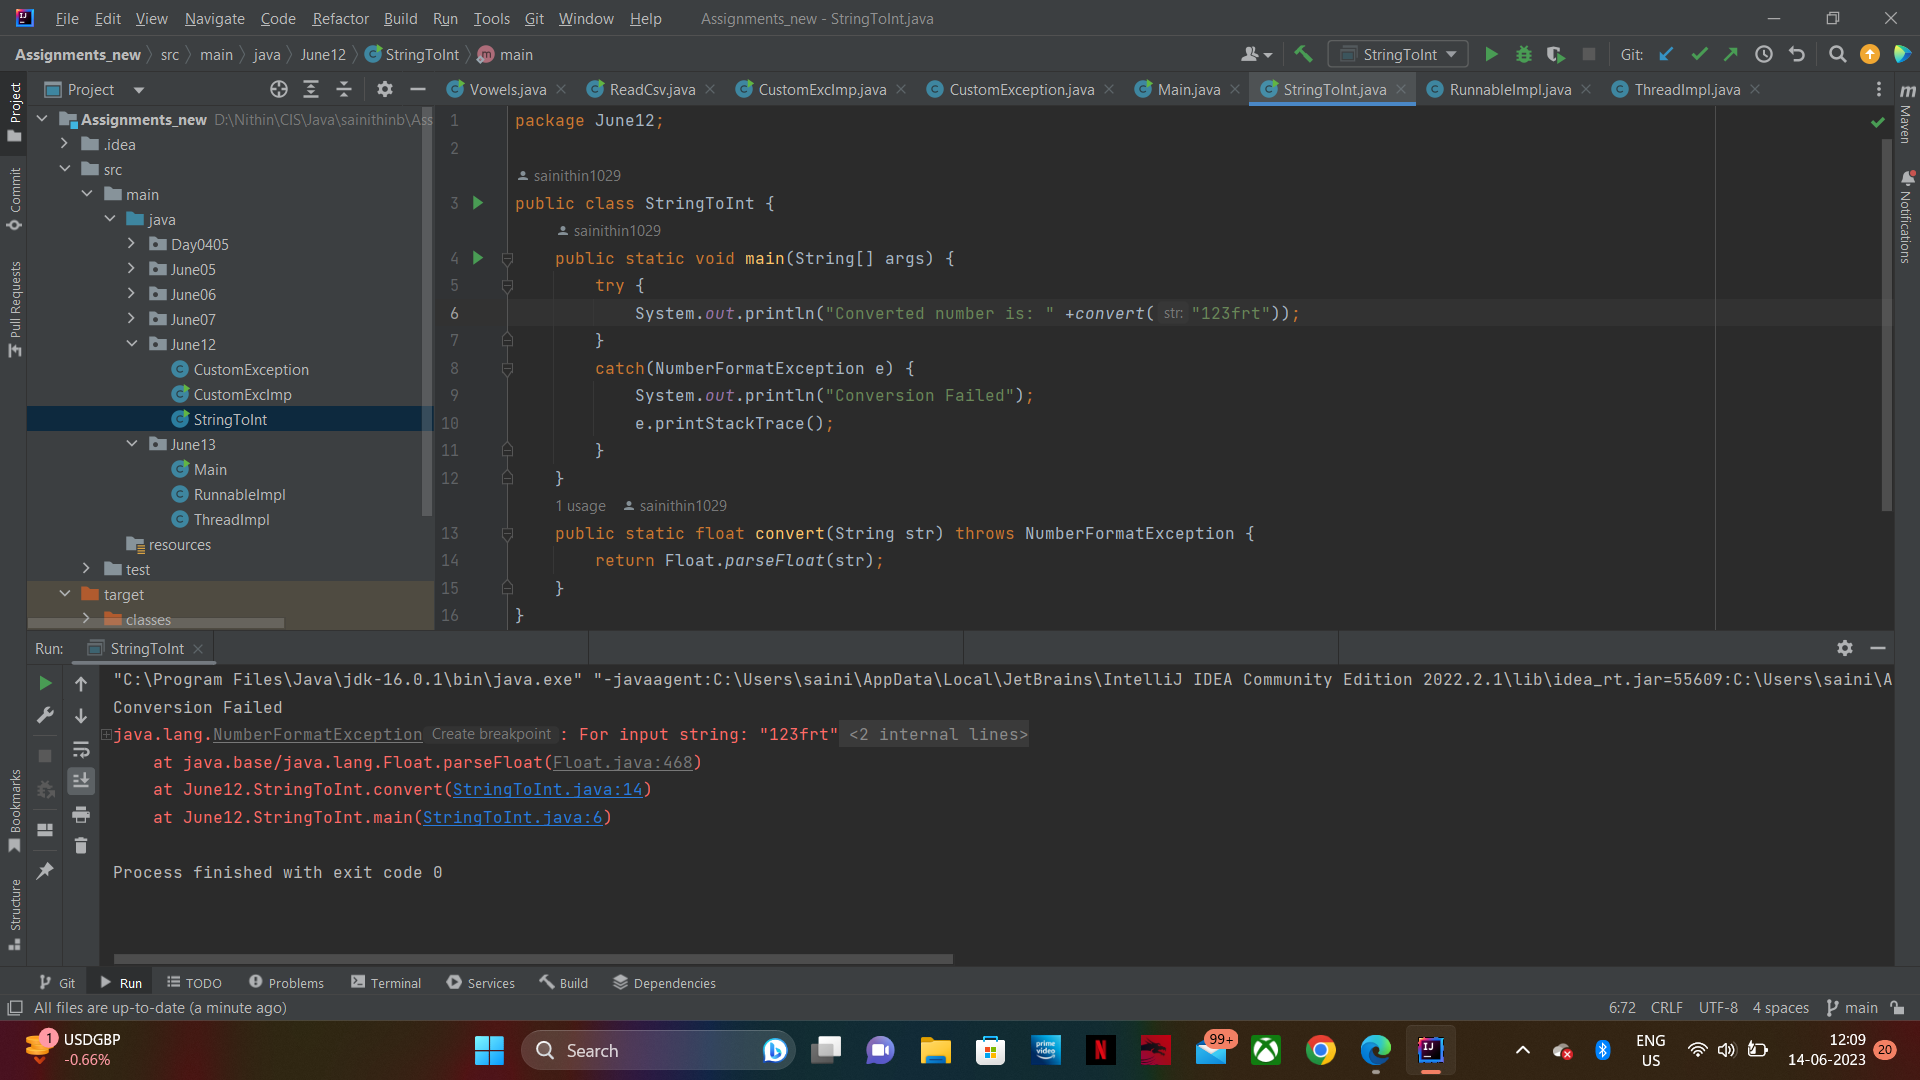 File Edit View Navigate Code Refactor Build Run Tools Git Window Help Assignments_new - StringToInt.java
Assignments_new src main java June12 StringToInt main StringToInt Git:
Project Vowels.java ReadCsv.java CustomExcImp.java CustomException.java Main.java StringToInt.java RunnableImpl.java ThreadImpl.java
Project
Commit
Pull Requests
Bookmarks
Structure
Assignments_new D:\Nithin\CIS\Java\sainithinb\Ass
.idea
src
main
java
Day0405
June05
June06
June07
June12
CustomException
CustomExcImp
StringToInt
June13
Main
RunnableImpl
ThreadImpl
resources
test
target
classes
1 package June12;
2
sainithin1029
3 public class StringToInt {
sainithin1029
4 public static void main(String[] args) {
5 try {
6 System.out.println("Converted number is: " +convert( str: "123frt"));
7 }
8 catch(NumberFormatException e) {
9 System.out.println("Conversion Failed");
10 e.printStackTrace();
11 }
12 }
1 usage sainithin1029
13 public static float convert(String str) throws NumberFormatException {
14 return Float.parseFloat(str);
15 }
16 }
m Maven
Notifications
Run: StringToInt
"C:\Program Files\Java\jdk-16.0.1\bin\java.exe" "-javaagent:C:\Users\saini\AppData\Local\JetBrains\IntelliJ IDEA Community Edition 2022.2.1\lib\idea_rt.jar=55609:C:\Users\saini\A
Conversion Failed
java.lang.NumberFormatException Create breakpoint : For input string: "123frt" <2 internal lines>
at java.base/java.lang.Float.parseFloat(Float.java:468)
at June12.StringToInt.convert(StringToInt.java:14)
at June12.StringToInt.main(StringToInt.java:6)
Process finished with exit code 0
Git Run TODO Problems Terminal Services Build Dependencies
All files are up-to-date (a minute ago) 6:72 CRLF UTF-8 4 spaces main
1 USDGBP
-0.66%
Search
prime video
N
99+
IJ
ENG
US
12:09
14-06-2023
20